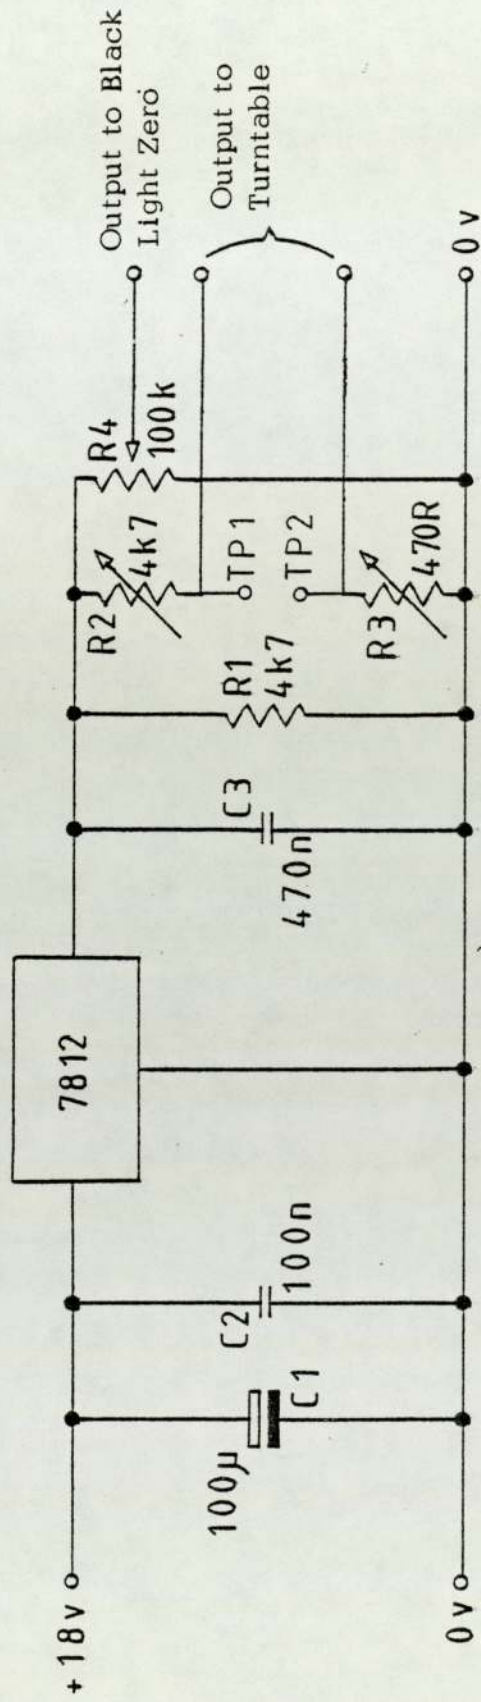 +18v
0v
100µ
C1
C2
100n
7812
C3
470n
R1
4k7
R2
4k7
R4
100k
TP1
TP2
R3
470R
Output to Black
Light Zero
Output to
Turntable
0v